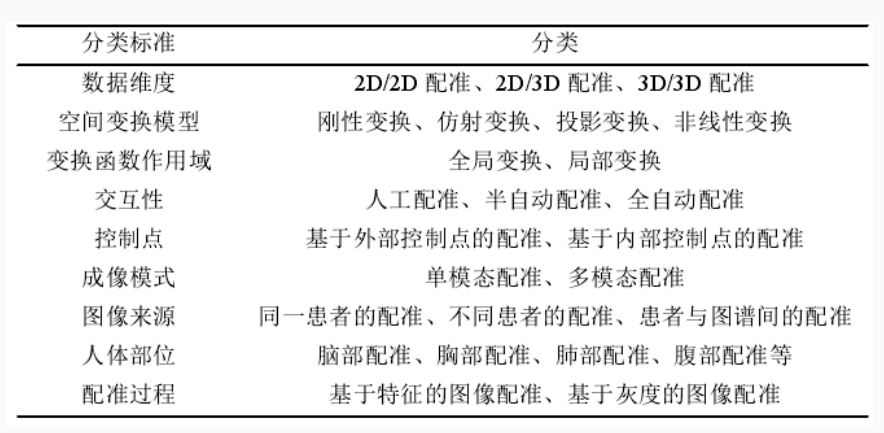 分类标准 分类
数据维度 2D/2D 配准、2D/3D 配准、3D/3D 配准
空间变换模型 刚性变换、仿射变换、投影变换、非线性变换
变换函数作用域 全局变换、局部变换
交互性 人工配准、半自动配准、全自动配准
控制点 基于外部控制点的配准、基于内部控制点的配准
成像模式 单模态配准、多模态配准
图像来源 同一患者的配准、不同患者的配准、患者与图谱间的配准
人体部位 脑部配准、胸部配准、肺部配准、腹部配准等
配准过程 基于特征的图像配准、基于灰度的图像配准